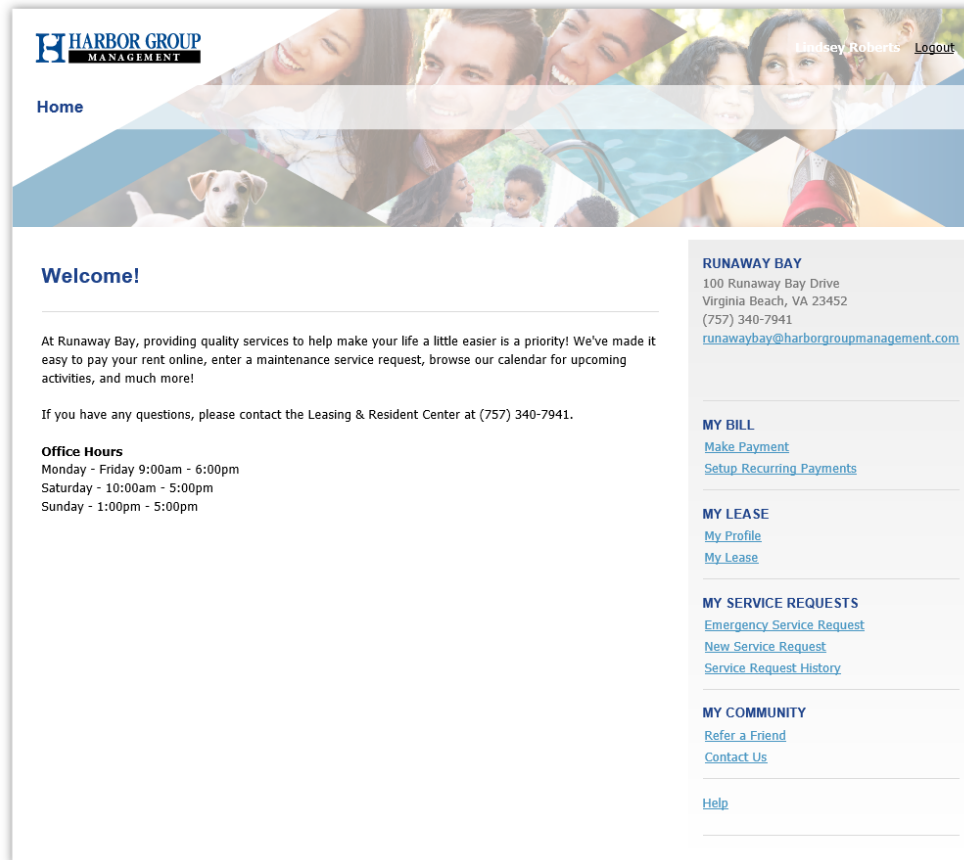 HARBOR GROUP
MANAGEMENT
Lindsey Roberts Logout
Home
Welcome!
At Runaway Bay, providing quality services to help make your life a little easier is a priority! We've made it
easy to pay your rent online, enter a maintenance service request, browse our calendar for upcoming
activities, and much more!
If you have any questions, please contact the Leasing & Resident Center at (757) 340-7941.
Office Hours
Monday - Friday 9:00am - 6:00pm
Saturday - 10:00am - 5:00pm
Sunday - 1:00pm - 5:00pm
RUNAWAY BAY
100 Runaway Bay Drive
Virginia Beach, VA 23452
(757) 340-7941
runawaybay@harborgroupmanagement.com
MY BILL
Make Payment
Setup Recurring Payments
MY LEASE
My Profile
My Lease
MY SERVICE REQUESTS
Emergency Service Request
New Service Request
Service Request History
MY COMMUNITY
Refer a Friend
Contact Us
Help